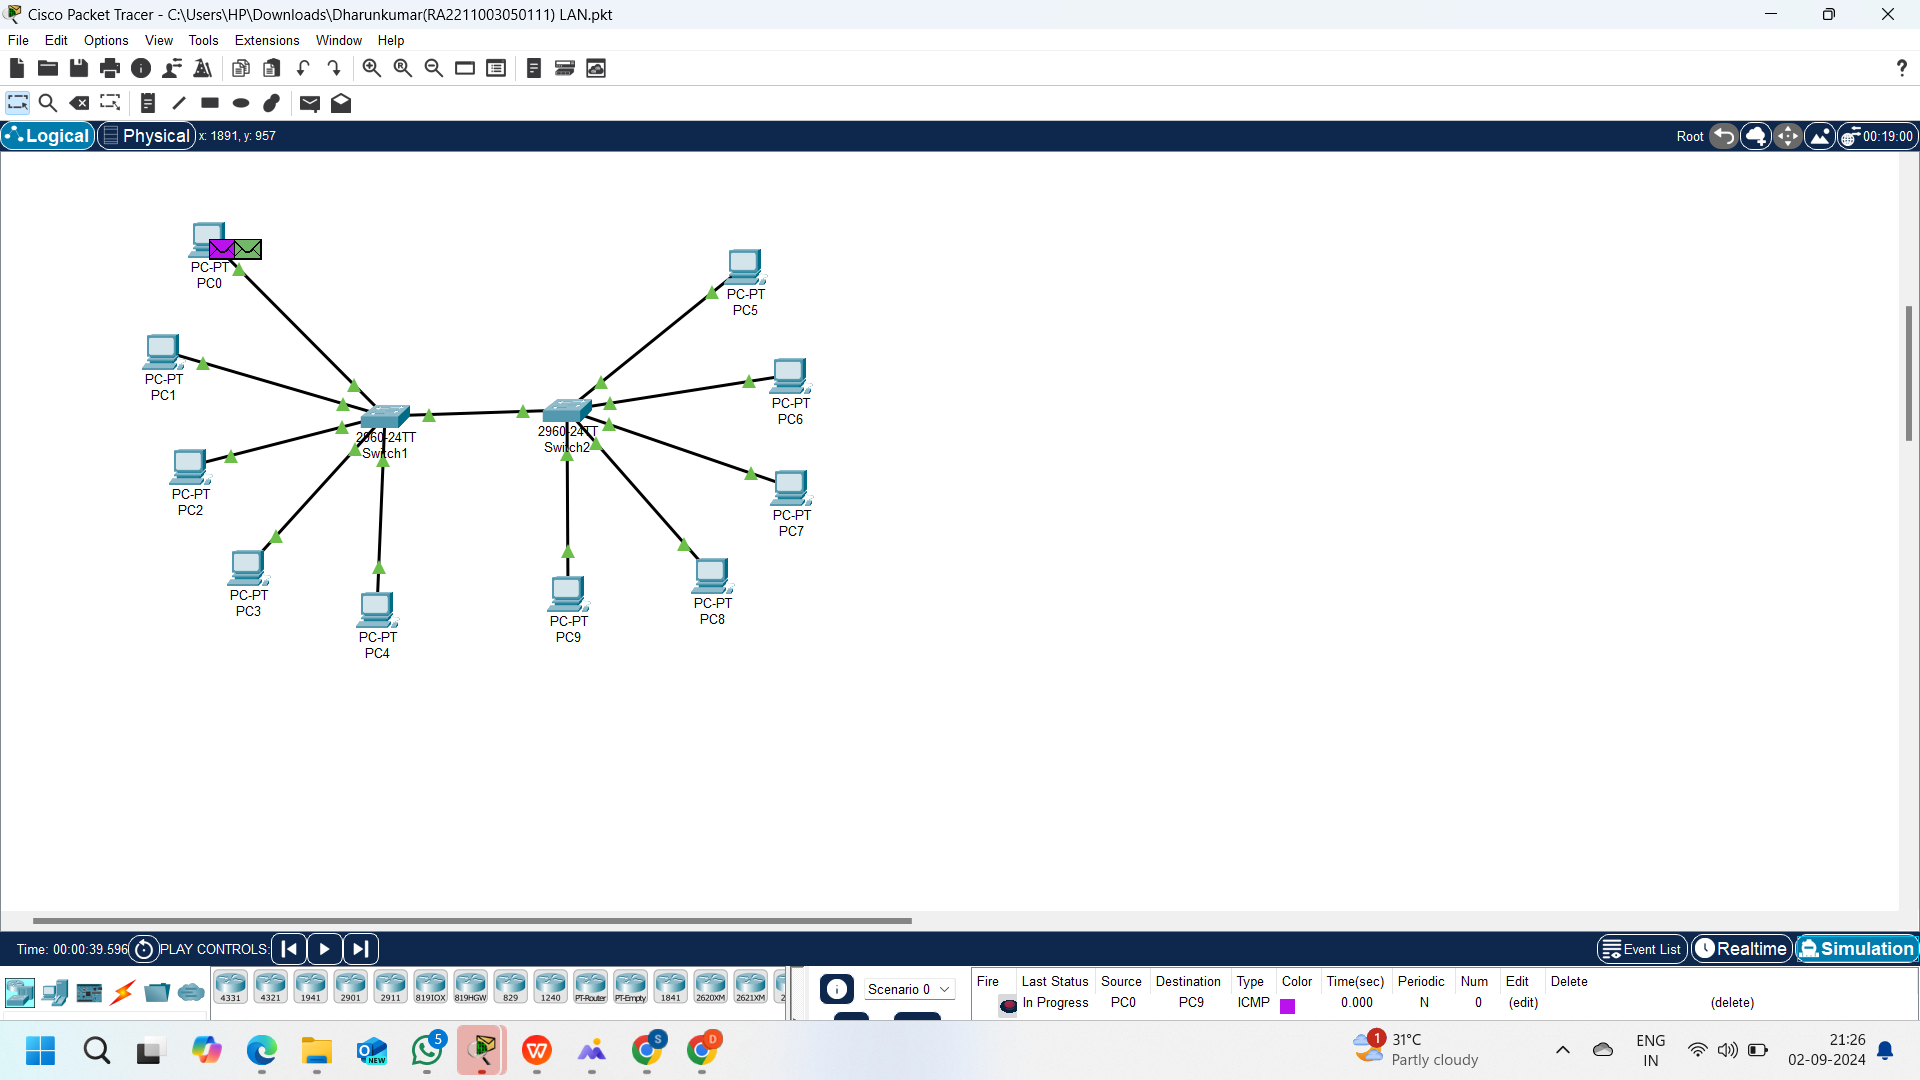 Cisco Packet Tracer - C:\Users\HP\Downloads\Dharunkumar(RA2211003050111) LAN.pkt
File Edit Options View Tools Extensions Window Help
?
Logical Physical x: 1891, y: 957 Root 00:19:00
PC-PT
PC0
PC-PT
PC5
PC-PT
PC1
PC-PT
PC6
2960-24TT
Switch1
2960-24TT
Switch2
PC-PT
PC2
PC-PT
PC7
PC-PT
PC3
PC-PT
PC8
PC-PT
PC9
PC-PT
PC4
Time: 00:00:39.596 PLAY CONTROLS: Event List Realtime Simulation
4331 4321 1941 2901 2911 819IOX 819HGW 829 1240 PT-Router PT-Empty 1841 2620XM 2621XM 2
Scenario 0
Fire Last Status Source Destination Type Color Time(sec) Periodic Num Edit Delete
In Progress PC0 PC9 ICMP 0.000 N 0 (edit) (delete)
NEW 5 W S D
1 31°C
Partly cloudy
ENG
IN
21:26
02-09-2024